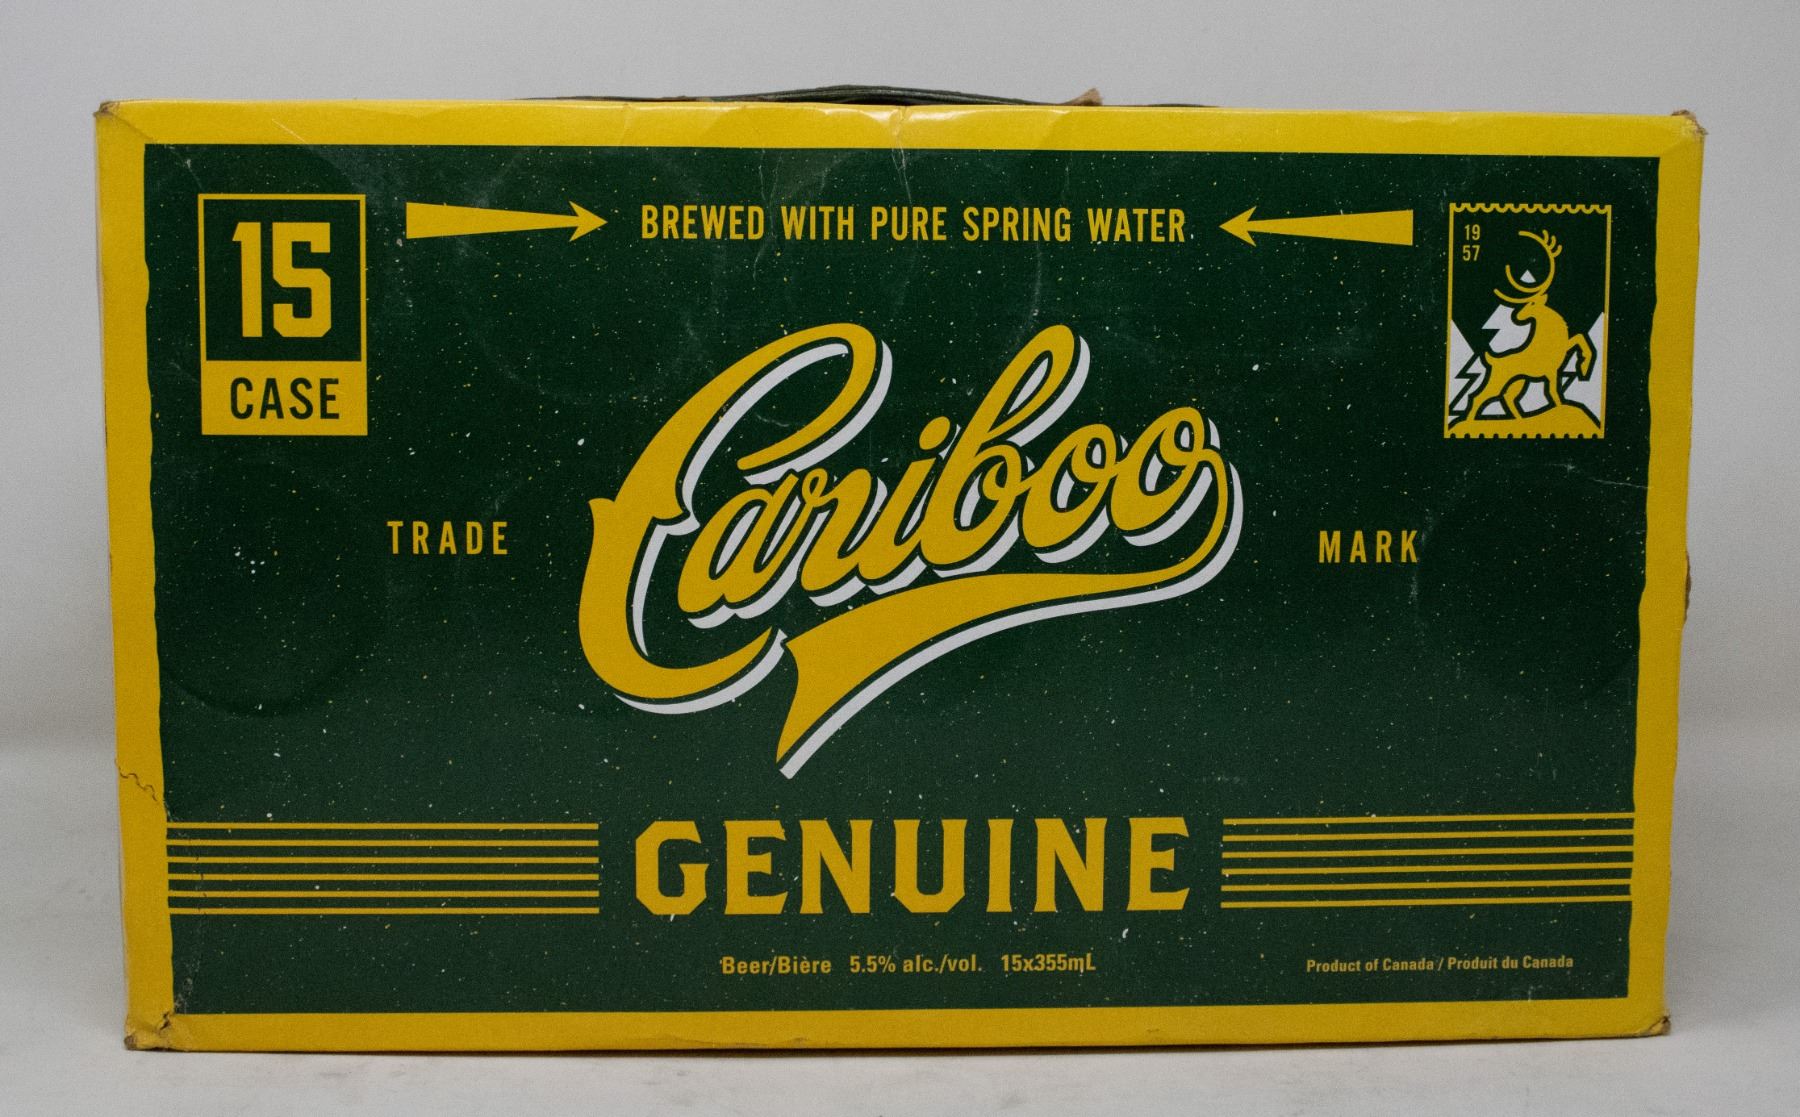 15
CASE
BREWED WITH PURE SPRING WATER
19
57
Cariboo
TRADE
MARK
GENUINE
Beer/Bière 5.5% alc./vol. 15x355mL
Product of Canada / Produit du Canada